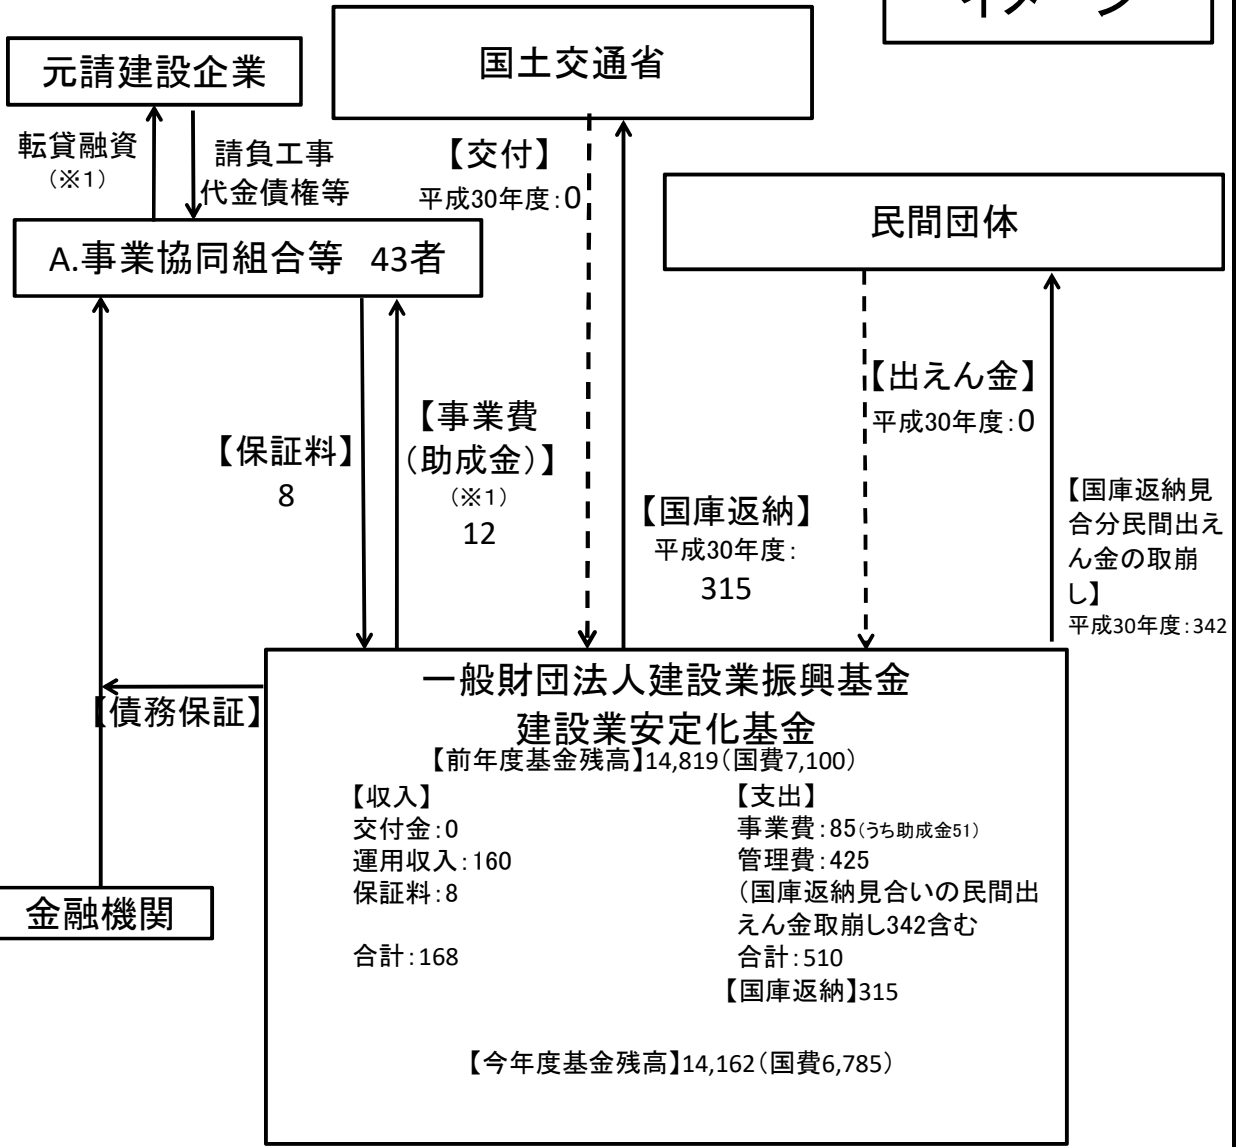 イメージ
国土交通省
元請建設企業
転貸融資
（※1）
請負工事
代金債権等
【交付】
平成30年度：0
民間団体
A.事業協同組合等 43者
【出えん金】
平成30年度：0
【保証料】
8
【事業費
（助成金）】
（※1）
12
【国庫返納】
平成30年度：
315
【国庫返納見
合分民間出え
ん金の取崩
し】
平成30年度：342
【債務保証】
金融機関
一般財団法人建設業振興基金
建設業安定化基金
【前年度基金残高】14,819（国費7,100）
【収入】
交付金：0
運用収入：160
保証料：8
合計：168
【支出】
事業費：85（うち助成金51）
管理費：425
（国庫返納見合いの民間出
えん金取崩し342含む
合計：510
【国庫返納】315
【今年度基金残高】14,162（国費6,785）